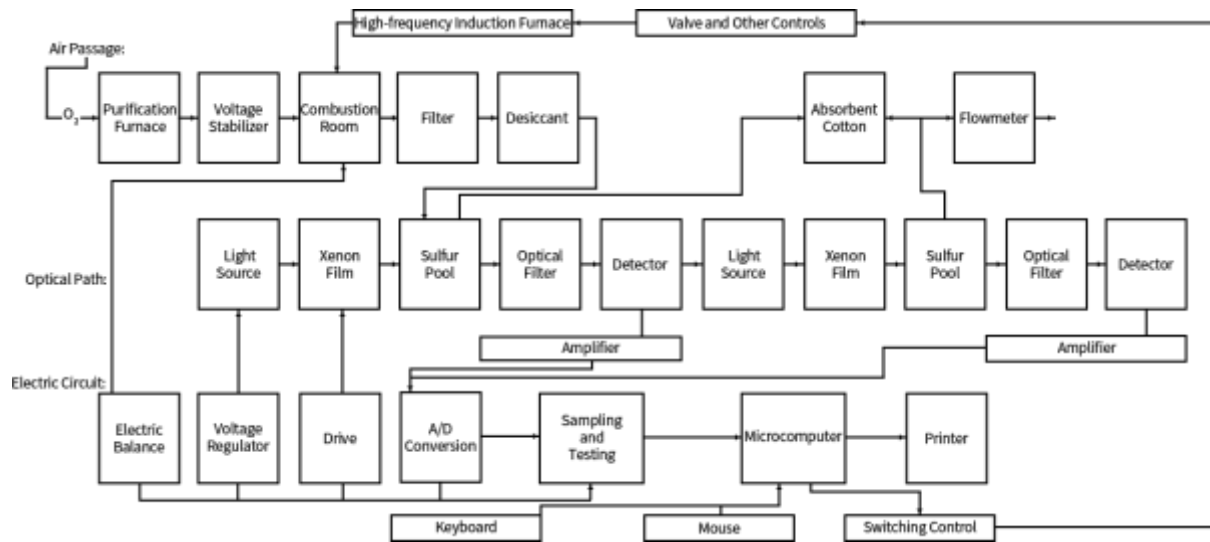 High-frequency Induction Furnace
Valve and Other Controls
Air Passage:
O2
Purification
Furnace
Voltage
Stabilizer
Combustion
Room
Filter
Desiccant
Absorbent
Cotton
Flowmeter
Optical Path:
Light
Source
Xenon
Film
Sulfur
Pool
Optical
Filter
Detector
Light
Source
Xenon
Film
Sulfur
Pool
Optical
Filter
Detector
Amplifier
Amplifier
Electric Circuit:
Electric
Balance
Voltage
Regulator
Drive
A/D
Conversion
Sampling
and
Testing
Microcomputer
Printer
Keyboard
Mouse
Switching Control